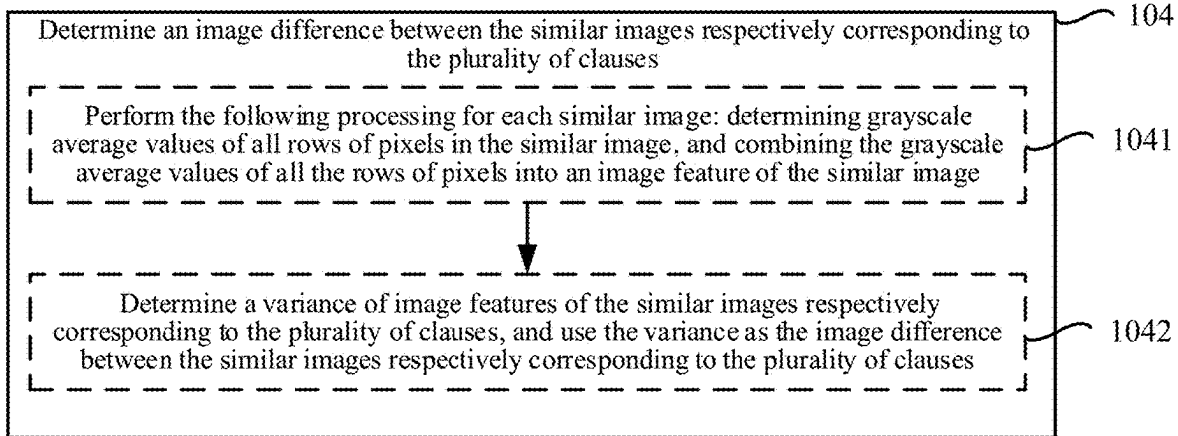 104
Determine an image difference between the similar images respectively corresponding to
the plurality of clauses
Perform the following processing for each similar image: determining grayscale
average values of all rows of pixels in the similar image, and combining the grayscale
average values of all the rows of pixels into an image feature of the similar image
1041
Determine a variance of image features of the similar images respectively
corresponding to the plurality of clauses, and use the variance as the image difference
between the similar images respectively corresponding to the plurality of clauses
1042